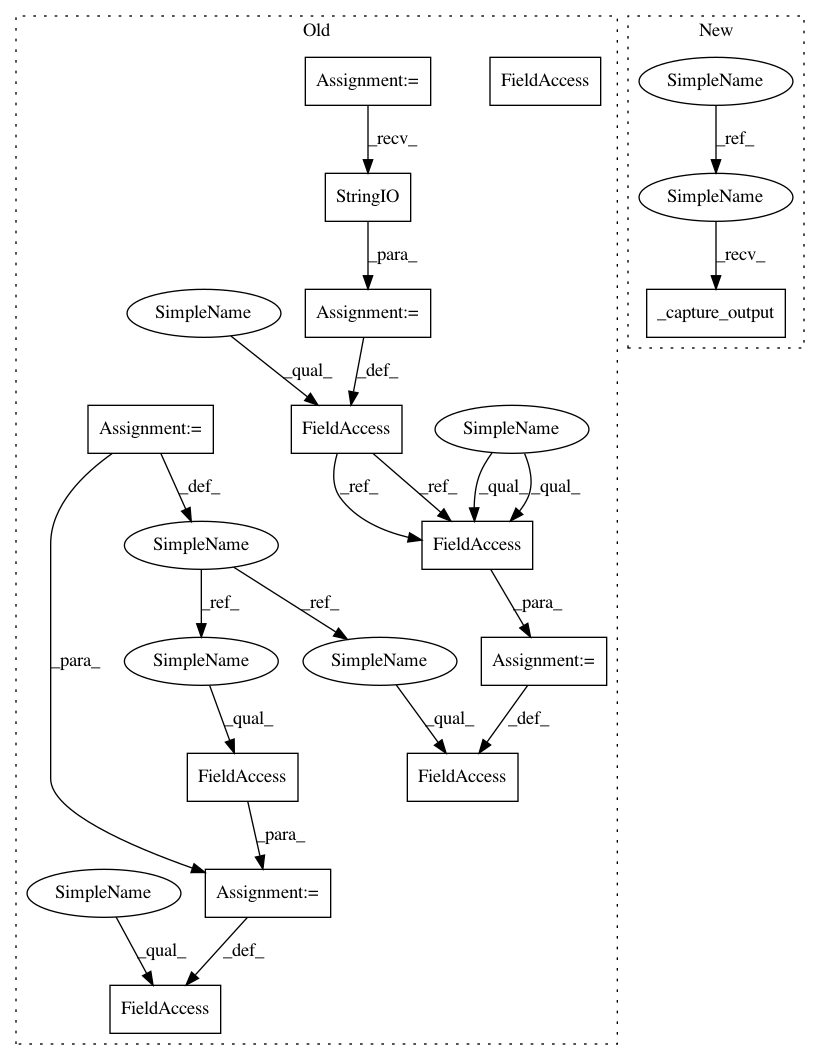 Old
New
Assignment:=
FieldAccess
SimpleName
_recv_
_ref_
StringIO
SimpleName
_para_
_recv_
SimpleName
Assignment:=
_capture_output
_qual_
_def_
Assignment:=
FieldAccess
SimpleName
_def_
_ref_
_ref_
_qual_
_qual_
SimpleName
FieldAccess
_ref_
_ref_
_para_
_para_
SimpleName
SimpleName
Assignment:=
_qual_
_qual_
_def_
FieldAccess
FieldAccess
_para_
SimpleName
Assignment:=
_qual_
_def_
FieldAccess